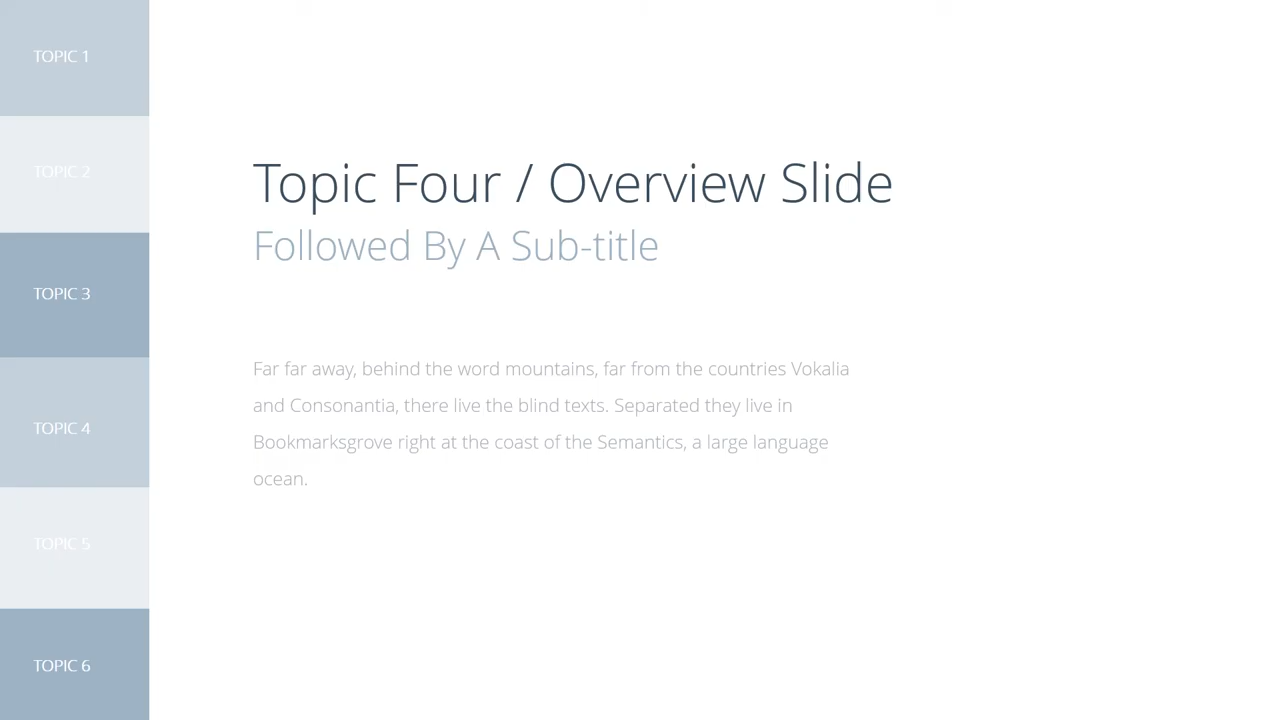 TOPIC 1
TOPIC 2
TOPIC 3
TOPIC 4
TOPIC 5
TOPIC 6
Topic Four / Overview Slide
Followed By A Sub-title
Far far away, behind the word mountains, far from the countries Vokalia
and Consonantia, there live the blind texts. Separated they live in
Bookmarksgrove right at the coast of the Semantics, a large language
ocean.